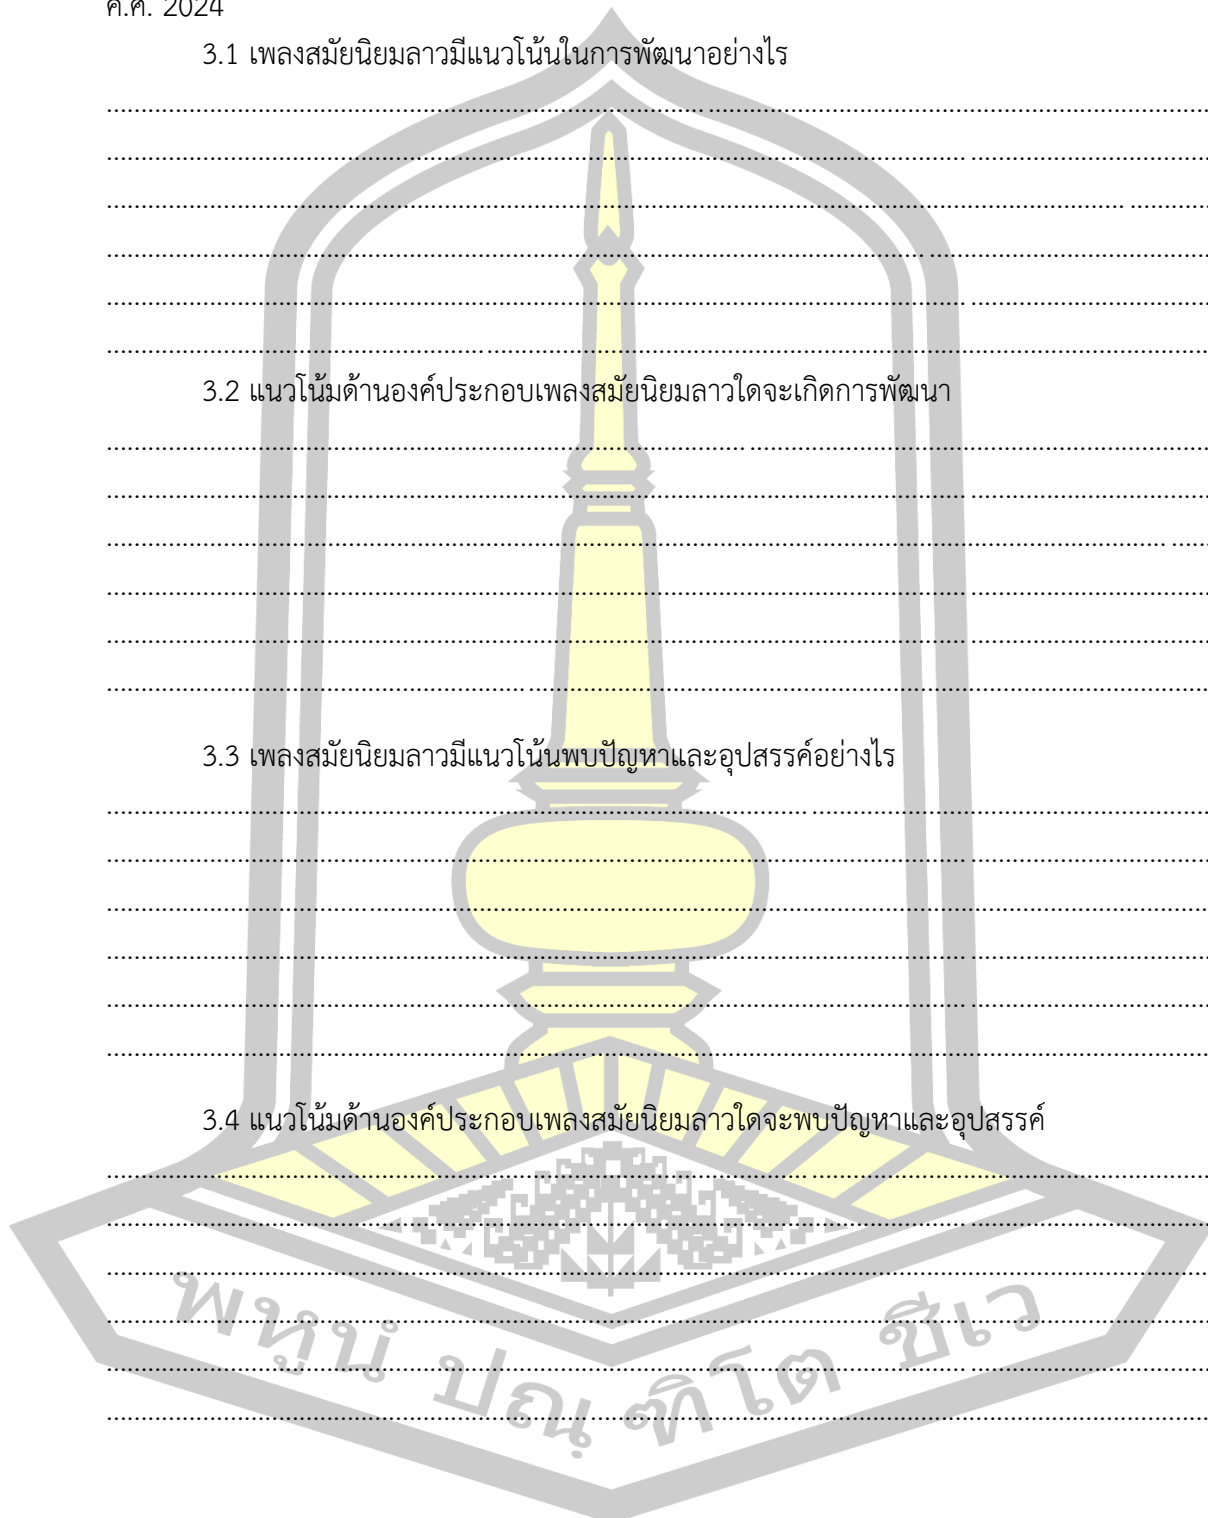 ค.ศ. 2024
3.1 เพลงสมัยนิยมลาวมีแนวโน้นในการพัฒนาอย่างไร
3.2 แนวโน้มด้านองค์ประกอบเพลงสมัยนิยมลาวใดจะเกิดการพัฒนา
3.3 เพลงสมัยนิยมลาวมีแนวโน้นพบปัญหาและอุปสรรค์อย่างไร
3.4 แนวโน้มด้านองค์ประกอบเพลงสมัยนิยมลาวใดจะพบปัญหาและอุปสรรค์
พหูนํ ปณฺฑิโต ชีเว